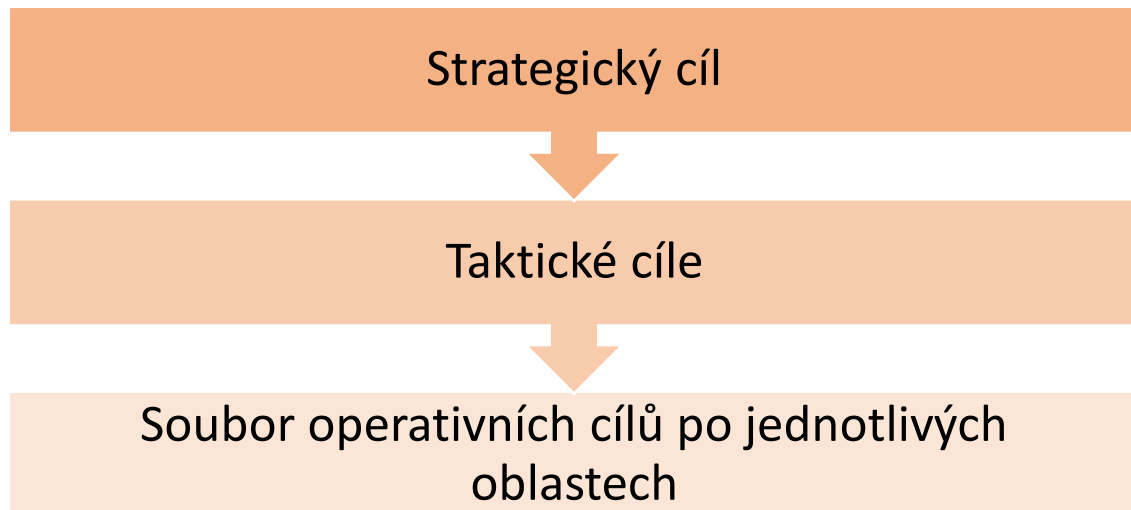 Strategický cíl
Taktické cíle
Soubor operativních cílů po jednotlivých
oblastech